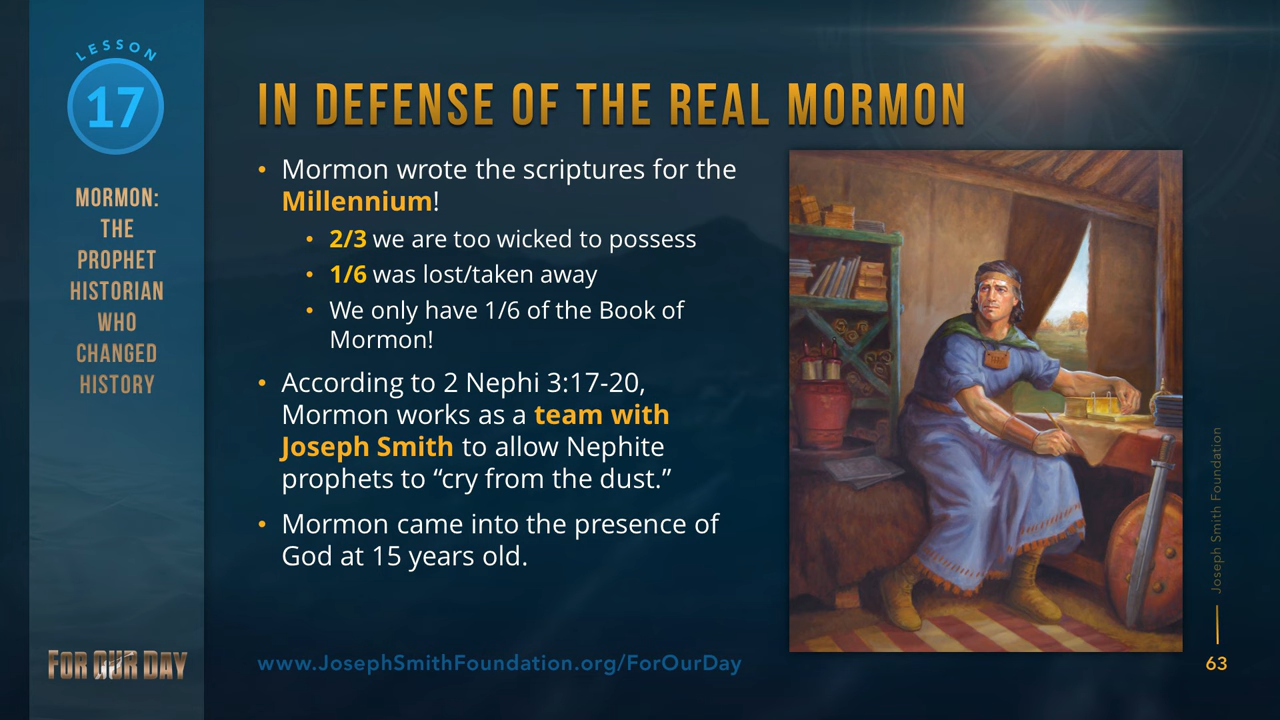 LESSON
17
MORMON:
THE
PROPHET
HISTORIAN
WHO
CHANGED
HISTORY
FOR OUR DAY
IN DEFENSE OF THE REAL MORMON
• Mormon wrote the scriptures for the
Millennium!
• 2/3 we are too wicked to possess
• 1/6 was lost/taken away
• We only have 1/6 of the Book of
Mormon!
• According to 2 Nephi 3:17-20,
Mormon works as a team with
Joseph Smith to allow Nephite
prophets to “cry from the dust.”
• Mormon came into the presence of
God at 15 years old.
www.JosephSmithFoundation.org/ForOurDay
Joseph Smith Foundation
63